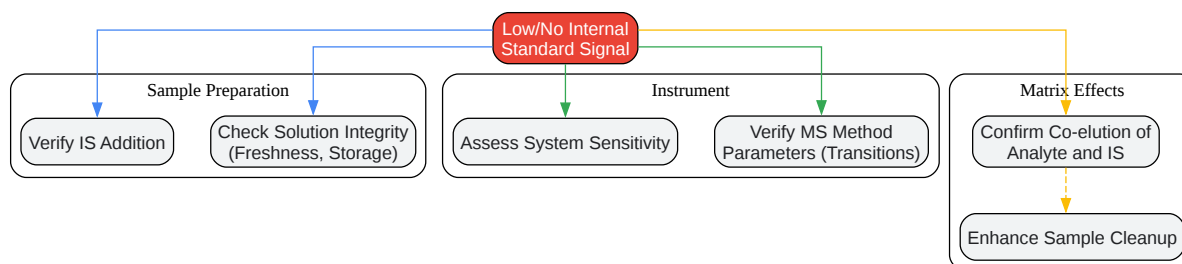 Low/No Internal
Standard Signal
Sample Preparation
Instrument
Matrix Effects
Verify IS Addition
Check Solution Integrity
(Freshness, Storage)
Assess System Sensitivity
Verify MS Method
Parameters (Transitions)
Confirm Co-elution of
Analyte and IS
Enhance Sample Cleanup